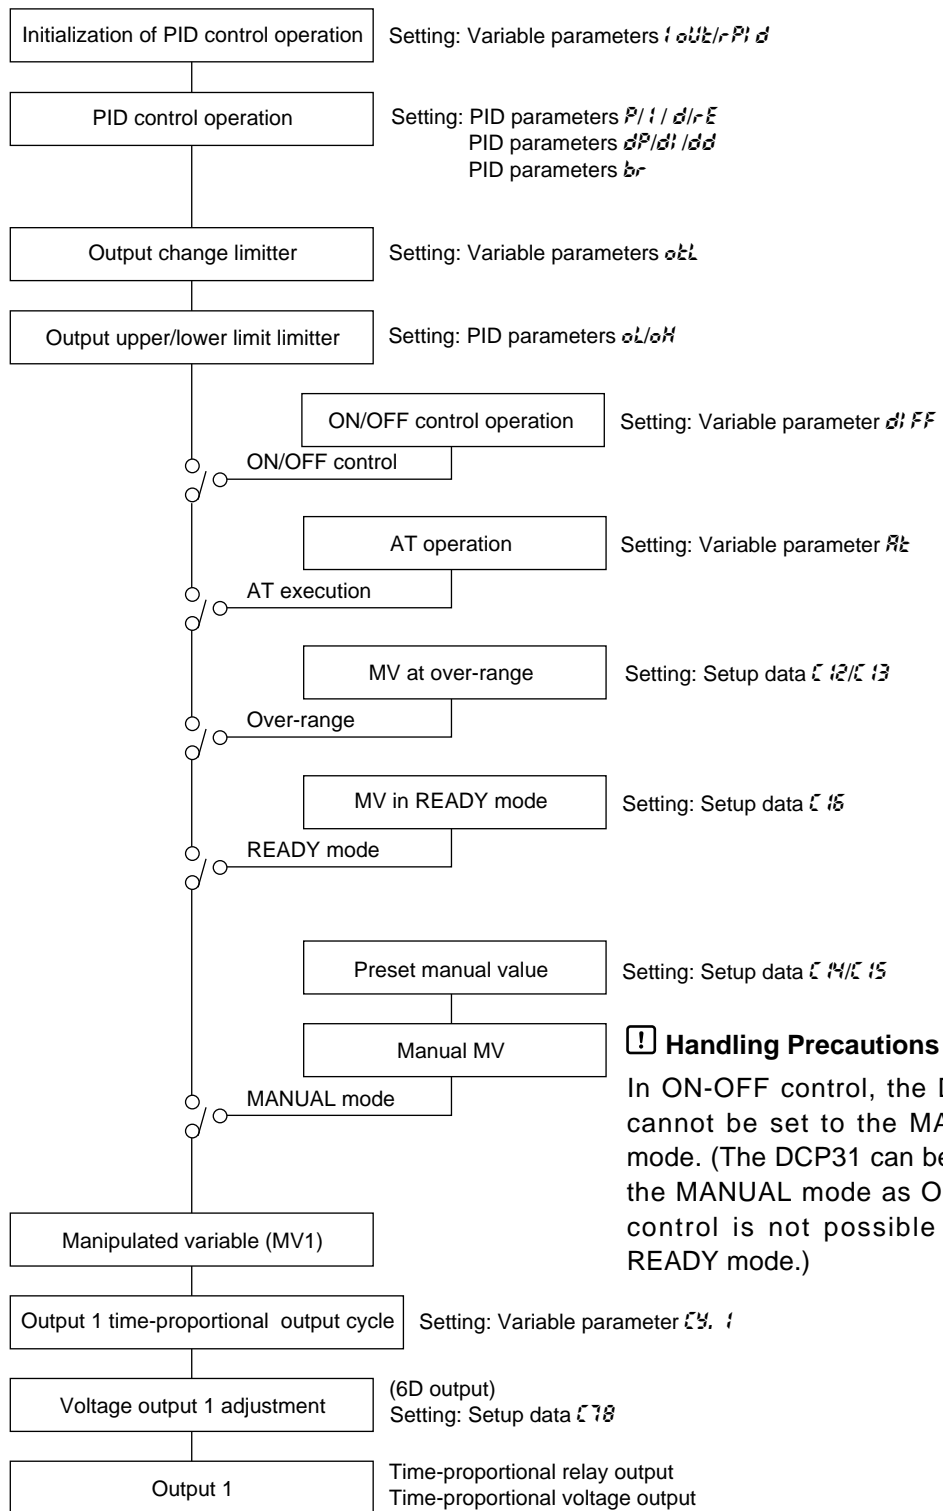 Initialization of PID control operation
Setting: Variable parameters IoUt/rPId
PID control operation
Setting: PID parameters P/I/d/rE
PID parameters dP/dI/dd
PID parameters br
Output change limitter
Setting: Variable parameters otL
Output upper/lower limit limitter
Setting: PID parameters oL/oH
ON/OFF control operation
Setting: Variable parameter dIFF
ON/OFF control
AT operation
Setting: Variable parameter At
AT execution
MV at over-range
Setting: Setup data C12/C13
Over-range
MV in READY mode
Setting: Setup data C16
READY mode
Preset manual value
Setting: Setup data C14/C15
Manual MV
MANUAL mode
! Handling Precautions
In ON-OFF control, the
cannot be set to the
mode. (The DCP31 can be
the MANUAL mode as
control is not possible
READY mode.)
Manipulated variable (MV1)
Output 1 time-proportional output cycle
Setting: Variable parameter CY. 1
Voltage output 1 adjustment
(6D output)
Setting: Setup data C78
Output 1
Time-proportional relay output
Time-proportional voltage output